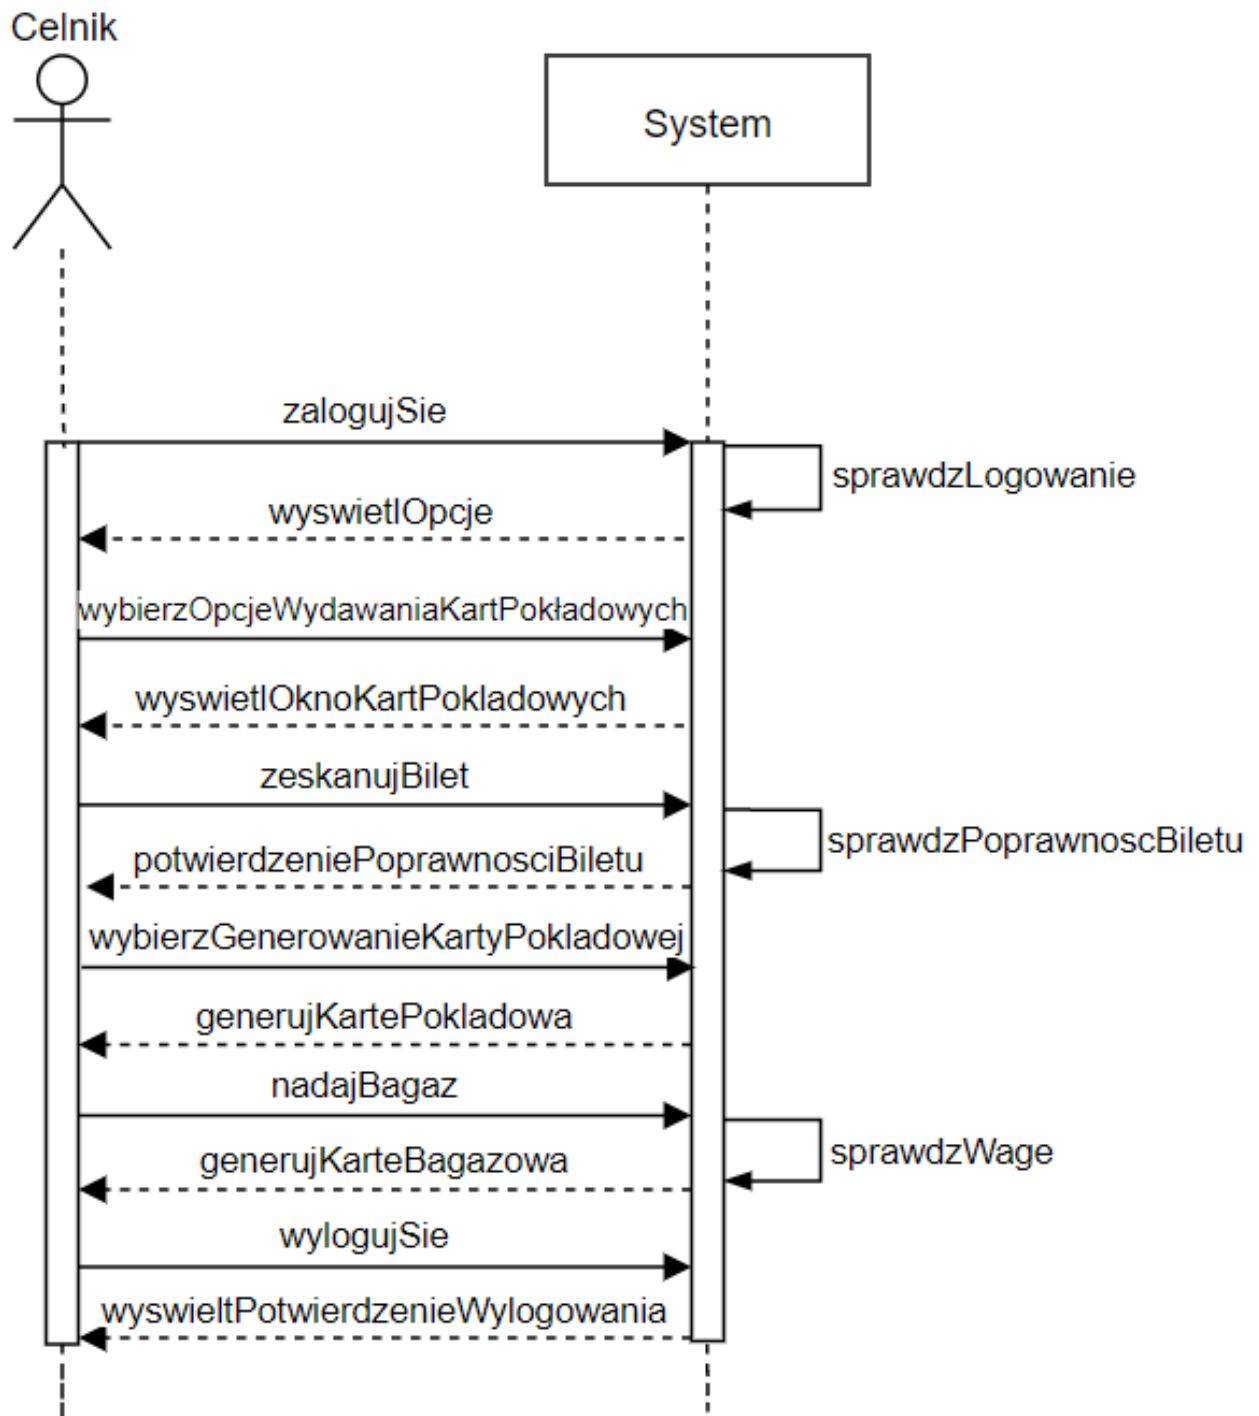 Celnik
System
zalogujSie
sprawdzLogowanie
wyswietlOpcje
wybierzOpcjeWydawaniaKartPokładowych
wyswietlOknoKartPokladowych
zeskanujBilet
sprawdzPoprawnoscBiletu
potwierdzeniePoprawnosciBiletu
wybierzGenerowanieKartyPokladowej
generujKartePokladowa
nadajBagaz
sprawdzWage
generujKarteBagazowa
wylogujSie
wyswieltPotwierdzenieWylogowania